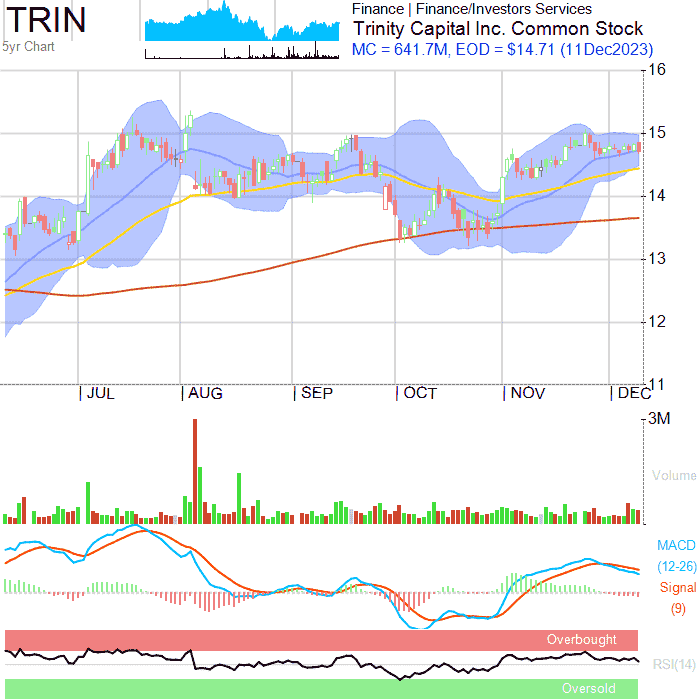 TRIN
5yr Chart
Finance | Finance/Investors Services
Trinity Capital Inc. Common Stock
MC = 641.7M, EOD = $14.71 (11Dec2023)
16
15
14
13
12
11
JUL AUG SEP OCT NOV DEC
3M
Volume
MACD
(12-26)
Signal
(9)
Overbought
RSI(14)
Oversold